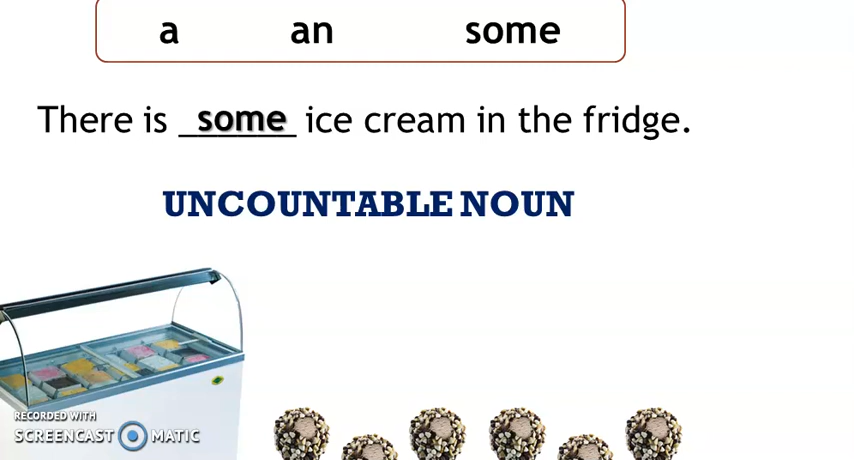 a an some
There is some ice cream in the fridge.
UNCOUNTABLE NOUN
RECORDED WITH
SCREENCAST MATIC